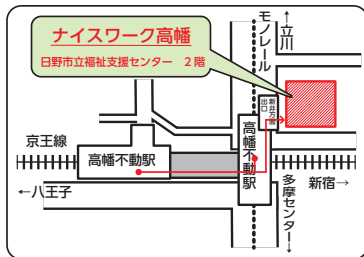 ナイスワーク高幡
日野市立福祉支援センター 2階
モノレール
←立川
新井方面
出口
京王線
高幡不動駅
高幡不動駅
←八王子
新宿→
多摩センター→